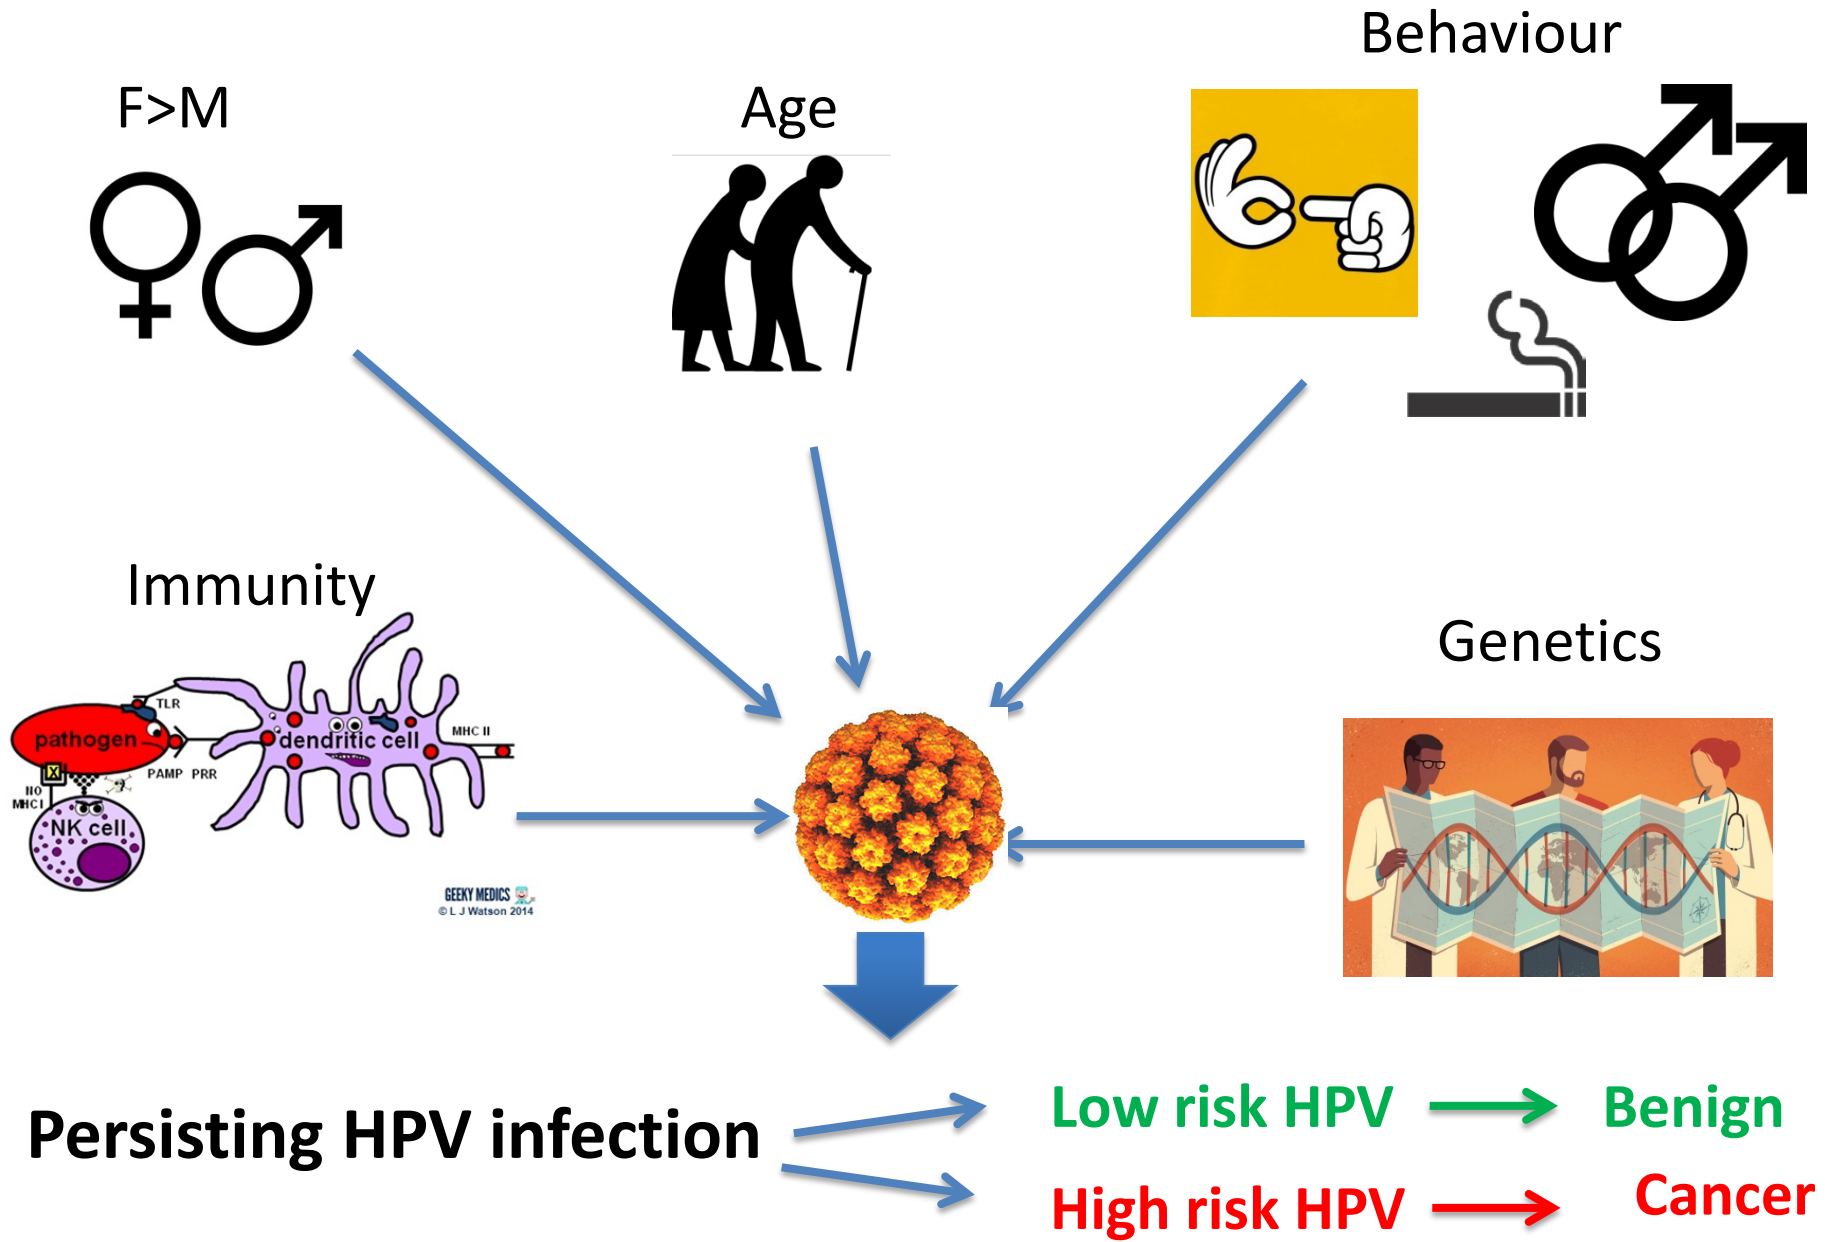 Behaviour
F>M
Age
Immunity
TLR
pathogen
dendritic cell
MHC II
PAMP PRR
X
NO
MHC I
NK cell
GEEKY MEDICS
© L J Watson 2014
Genetics
Persisting HPV infection
Low risk HPV
Benign
High risk HPV
Cancer